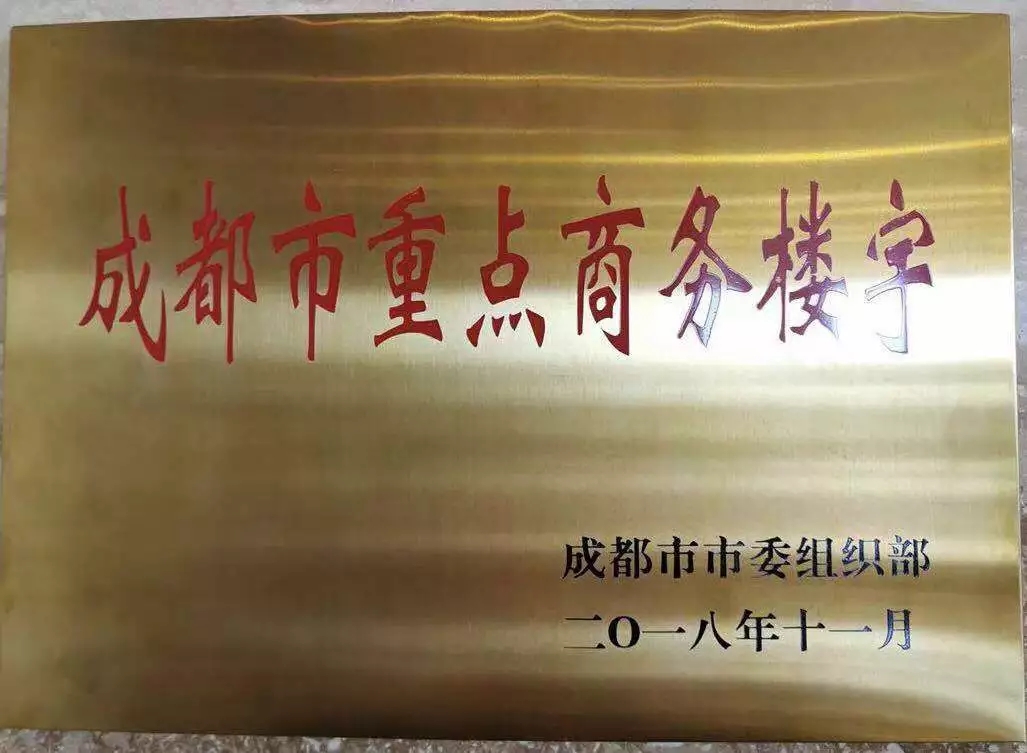 成都市重点商务楼宇
成都市市委组织部
二O一八年十一月